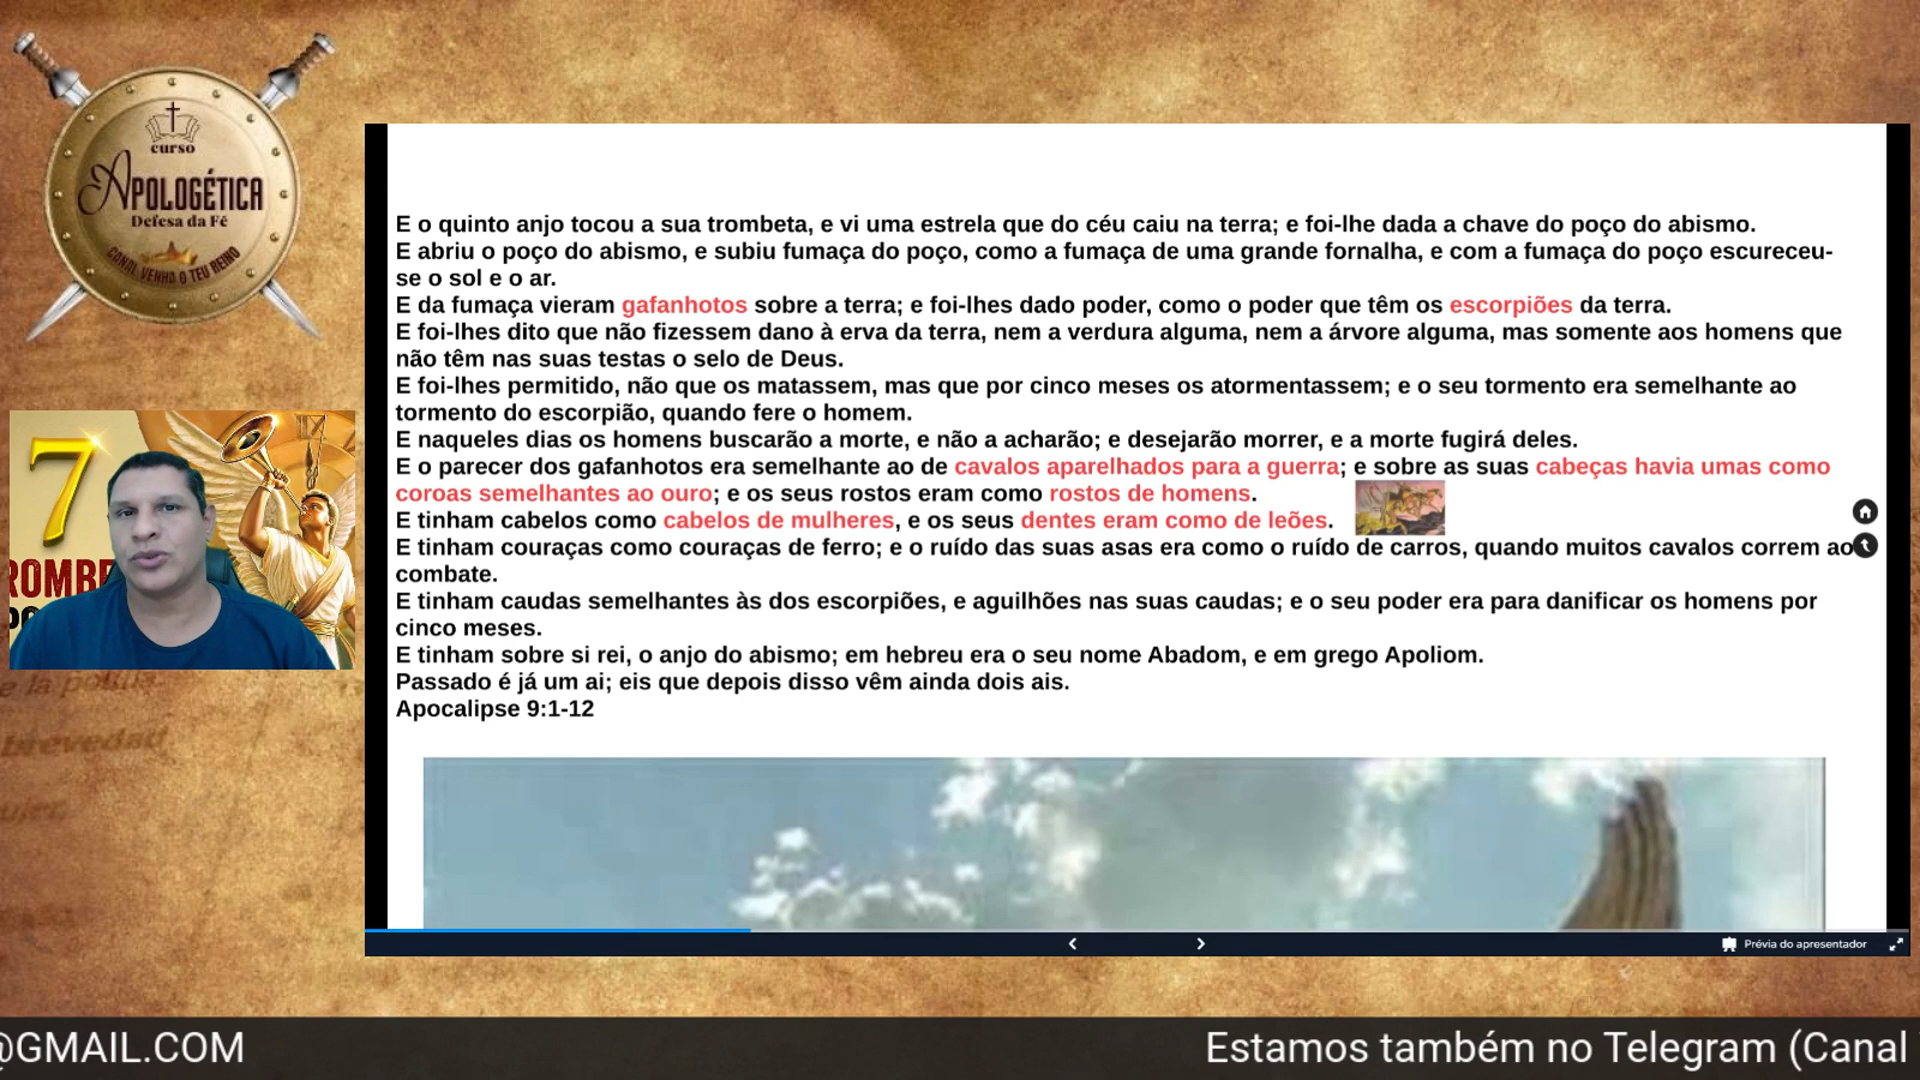 curso
APOLOGÉTICA
Defesa da Fé
CANAL VENHA O TEU REINO
E o quinto anjo tocou a sua trombeta, e vi uma estrela que do céu caiu na terra; e foi-lhe dada a chave do poço do abismo.
E abriu o poço do abismo, e subiu fumaça do poço, como a fumaça de uma grande fornalha, e com a fumaça do poço escureceu-
se o sol e o ar.
E da fumaça vieram gafanhotos sobre a terra; e foi-lhes dado poder, como o poder que têm os escorpiões da terra.
E foi-lhes dito que não fizessem dano à erva da terra, nem a verdura alguma, nem a árvore alguma, mas somente aos homens que
não têm nas suas testas o selo de Deus.
E foi-lhes permitido, não que os matassem, mas que por cinco meses os atormentassem; e o seu tormento era semelhante ao
tormento do escorpião, quando fere o homem.
E naqueles dias os homens buscarão a morte, e não a acharão; e desejarão morrer, e a morte fugirá deles.
E o parecer dos gafanhotos era semelhante ao de cavalos aparelhados para a guerra; e sobre as suas cabeças havia umas como
coroas semelhantes ao ouro; e os seus rostos eram como rostos de homens.
E tinham cabelos como cabelos de mulheres, e os seus dentes eram como de leões.
E tinham couraças como couraças de ferro; e o ruído das suas asas era como o ruído de carros, quando muitos cavalos correm ao
combate.
E tinham caudas semelhantes às dos escorpiões, e aguilhões nas suas caudas; e o seu poder era para danificar os homens por
cinco meses.
E tinham sobre si rei, o anjo do abismo; em hebreu era o seu nome Abadom, e em grego Apoliom.
Passado é já um ai; eis que depois disso vêm ainda dois ais.
Apocalipse 9:1-12
7
ROMBE
Prévia do apresentador
brevedad
@GMAIL.COM
Estamos também no Telegram (Canal